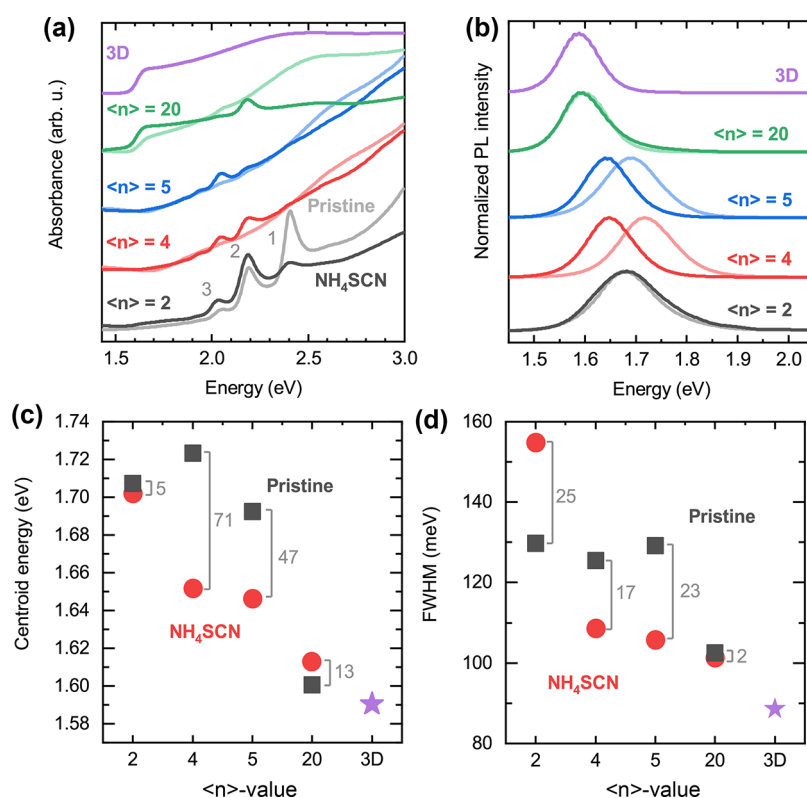 (a)
3D
<n> = 20
<n> = 5
<n> = 4
<n> = 2
Pristine
NH₄SCN
1
2
3
Absorbance (arb. u.)
1.5 2.0 2.5 3.0
Energy (eV)
(b)
3D
<n> = 20
<n> = 5
<n> = 4
<n> = 2
Normalized PL intensity
1.5 1.6 1.7 1.8 1.9 2.0
Energy (eV)
(c)
1.74
1.72
1.70
1.66
1.64
1.60
1.58
Centroid energy (eV)
Pristine
NH₄SCN
5
71
47
13
2 4 5 20 3D
<n>-value
(d)
160
140
120
100
80
FWHM (meV)
Pristine
NH₄SCN
25
17
23
2
2 4 5 20 3D
<n>-value